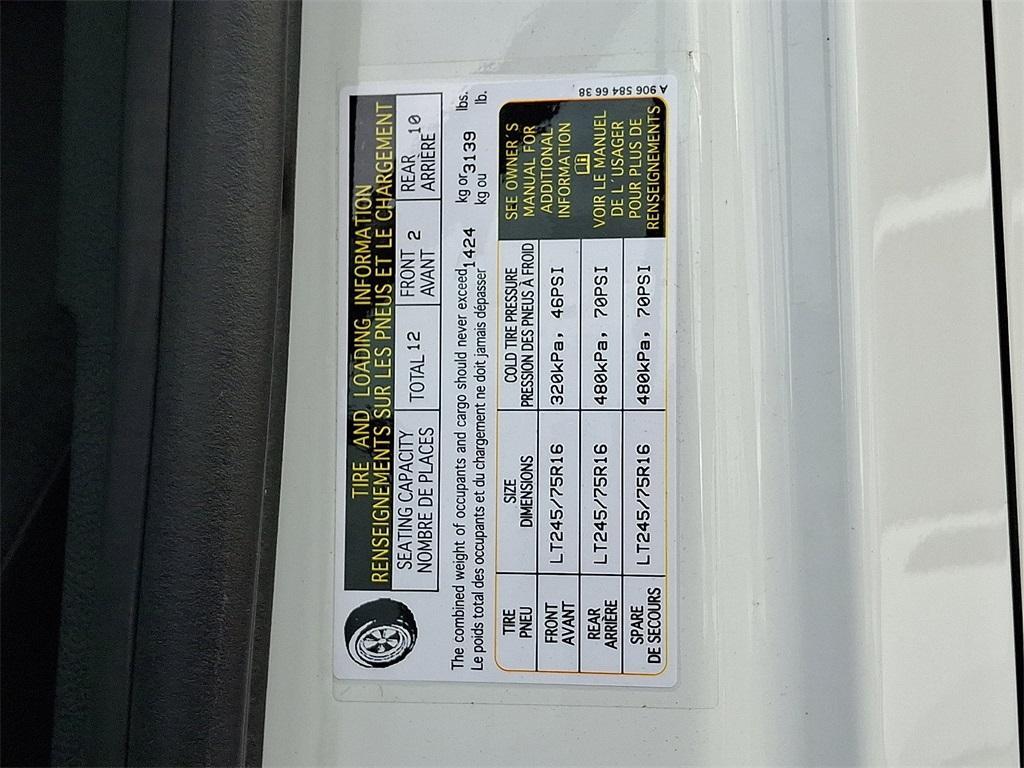 TIRE AND LOADING INFORMATION
RENSEIGNEMENTS SUR LES PNEUS ET LE CHARGEMENT
SEATING CAPACITY
NOMBRE DE PLACES
TOTAL 12
FRONT
AVANT 2
REAR
ARRIÈRE 10
The combined weight of occupants and cargo should never exceed 1424 kg or 3139 lbs.
Le poids total des occupants et du chargement ne doit jamais dépasser kg ou lb.
TIRE
PNEU
SIZE
DIMENSIONS
COLD TIRE PRESSURE
PRESSION DES PNEUS À FROID
FRONT
AVANT
LT245/75R16
320kPa, 46PSI
REAR
ARRIÈRE
LT245/75R16
480kPa, 70PSI
SPARE
DE SECOURS
LT245/75R16
480kPa, 70PSI
SEE OWNER'S
MANUAL FOR
ADDITIONAL
INFORMATION
VOIR LE MANUEL
DE L'USAGER
POUR PLUS DE
RENSEIGNEMENTS
A 906 584 66 38